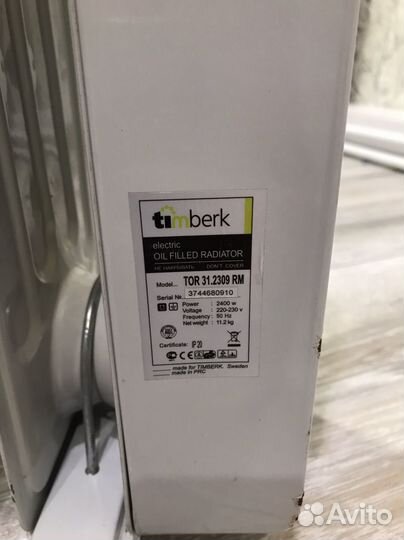 timberk
electric
OIL FILLED RADIATOR
НЕ НАКРЫВАТЬ DON'T COVER
Model... TOR 31.2309 RM
Serial Nr. 3744680910
Power : 2400 w
Voltage : 220-230 v
Frequency : 50 Hz
Net weight : 11.2 kg
Certificate: IP20
made for TIMBERK, Sweden
made in PRC
Avito